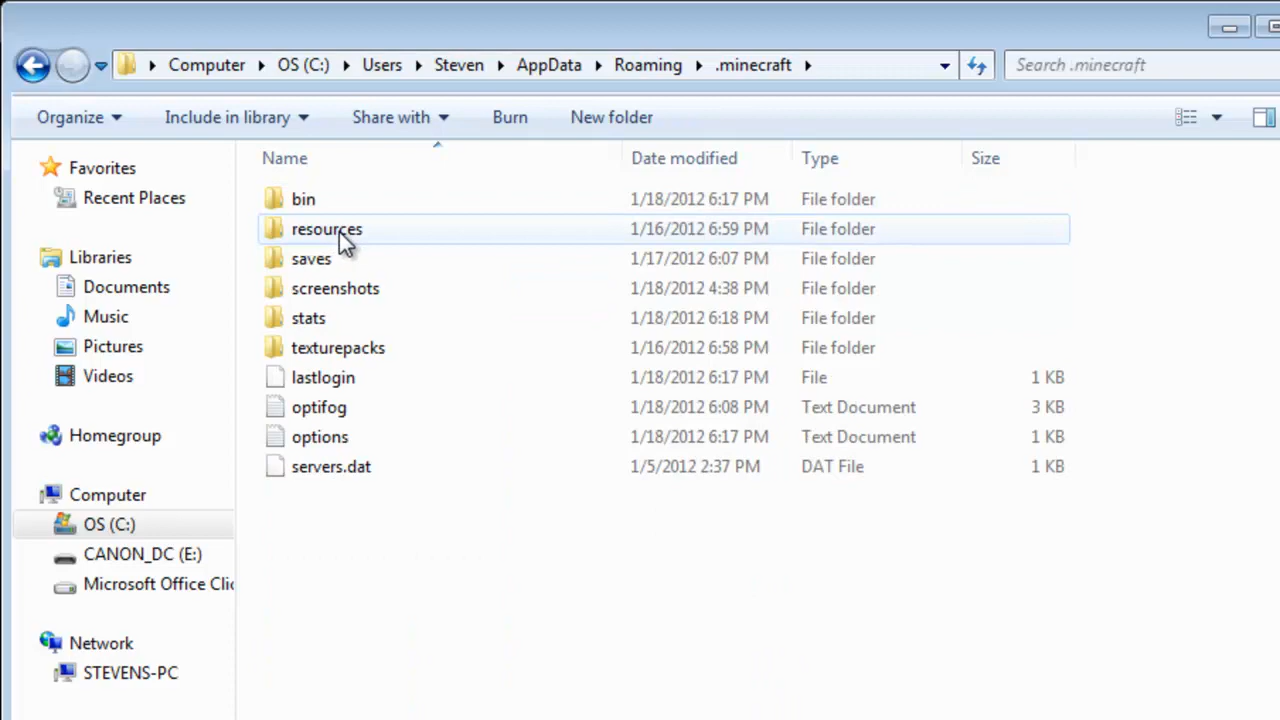 Computer OS (C:) Users Steven AppData Roaming .minecraft Search .minecraft
Organize Include in library Share with Burn New folder
Name Date modified Type Size
Favorites
Recent Places
Libraries
Documents
Music
Pictures
Videos
Homegroup
Computer
OS (C:)
CANON_DC (E:)
Microsoft Office Clic
Network
STEVENS-PC
bin 1/18/2012 6:17 PM File folder
resources 1/16/2012 6:59 PM File folder
saves 1/17/2012 6:07 PM File folder
screenshots 1/18/2012 4:38 PM File folder
stats 1/18/2012 6:18 PM File folder
texturepacks 1/16/2012 6:58 PM File folder
lastlogin 1/18/2012 6:17 PM File 1 KB
optifog 1/18/2012 6:08 PM Text Document 3 KB
options 1/18/2012 6:17 PM Text Document 1 KB
servers.dat 1/5/2012 2:37 PM DAT File 1 KB